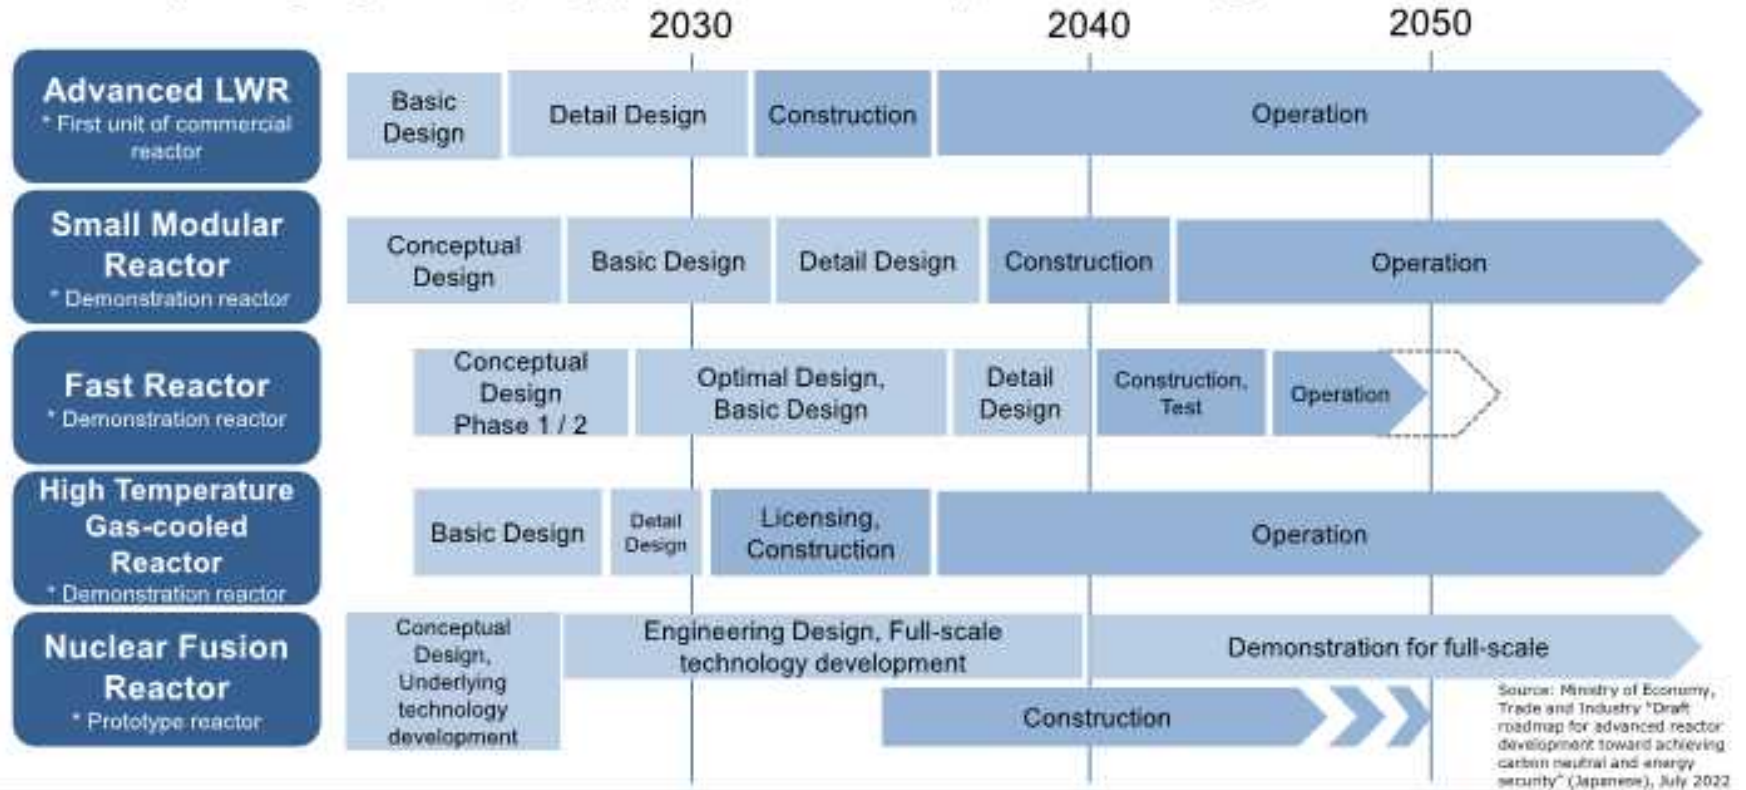 2030
2040
2050
Advanced LWR
* First unit of commercial
reactor
Basic
Design
Detail Design
Construction
Operation
Small Modular
Reactor
* Demonstration reactor
Conceptual
Design
Basic Design
Detail Design
Construction
Operation
Fast Reactor
* Demonstration reactor
Conceptual
Design
Phase 1 / 2
Optimal Design,
Basic Design
Detail
Design
Construction,
Test
Operation
High Temperature
Gas-cooled
Reactor
* Demonstration reactor
Basic Design
Detail
Design
Licensing,
Construction
Operation
Nuclear Fusion
Reactor
* Prototype reactor
Conceptual
Design,
Underlying
technology
development
Engineering Design, Full-scale
technology development
Demonstration for full-scale
Construction
Source: Ministry of Economy,
Trade and Industry "Draft
roadmap for advanced reactor
development toward achieving
carbon neutral and energy
security" (Japanese), July 2022